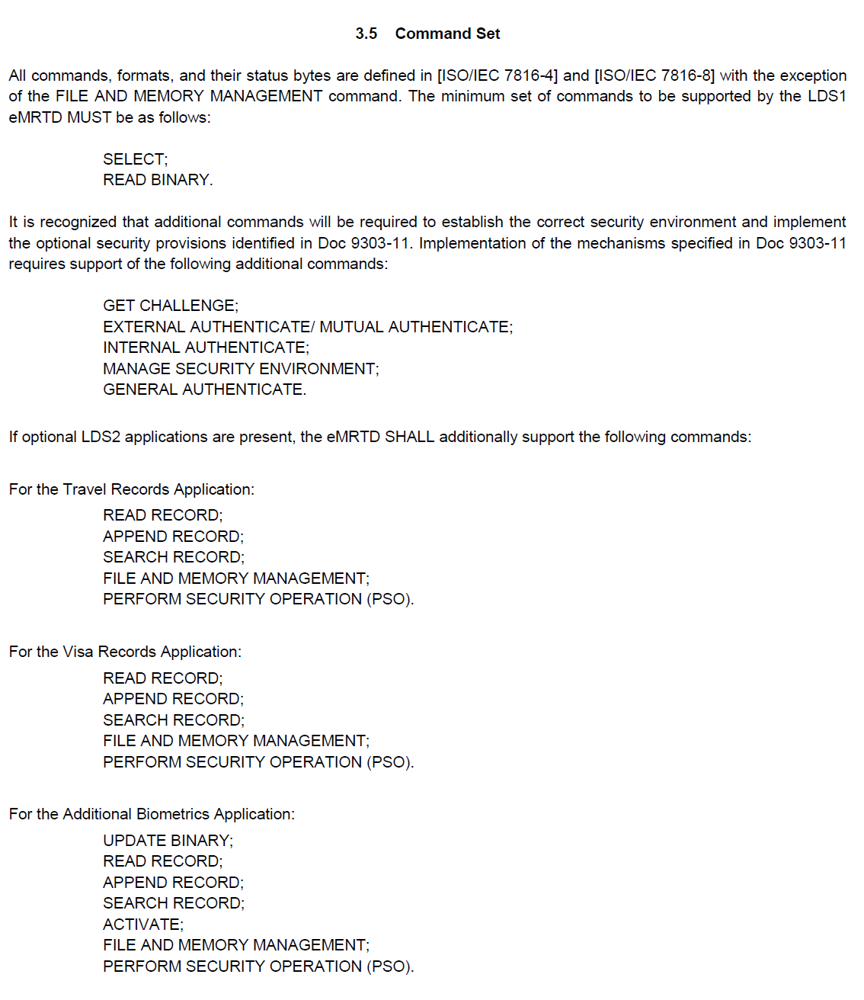 3.5 Command Set
All commands, formats, and their status bytes are defined in [ISO/IEC 7816-4] and [ISO/IEC 7816-8] with the exception
of the FILE AND MEMORY MANAGEMENT command. The minimum set of commands to be supported by the LDS1
eMRTD MUST be as follows:
SELECT;
READ BINARY.
It is recognized that additional commands will be required to establish the correct security environment and implement
the optional security provisions identified in Doc 9303-11. Implementation of the mechanisms specified in Doc 9303-11
requires support of the following additional commands:
GET CHALLENGE;
EXTERNAL AUTHENTICATE/ MUTUAL AUTHENTICATE;
INTERNAL AUTHENTICATE;
MANAGE SECURITY ENVIRONMENT;
GENERAL AUTHENTICATE.
If optional LDS2 applications are present, the eMRTD SHALL additionally support the following commands:
For the Travel Records Application:
READ RECORD;
APPEND RECORD;
SEARCH RECORD;
FILE AND MEMORY MANAGEMENT;
PERFORM SECURITY OPERATION (PSO).
For the Visa Records Application:
READ RECORD;
APPEND RECORD;
SEARCH RECORD;
FILE AND MEMORY MANAGEMENT;
PERFORM SECURITY OPERATION (PSO).
For the Additional Biometrics Application:
UPDATE BINARY;
READ RECORD;
APPEND RECORD;
SEARCH RECORD;
ACTIVATE;
FILE AND MEMORY MANAGEMENT;
PERFORM SECURITY OPERATION (PSO).